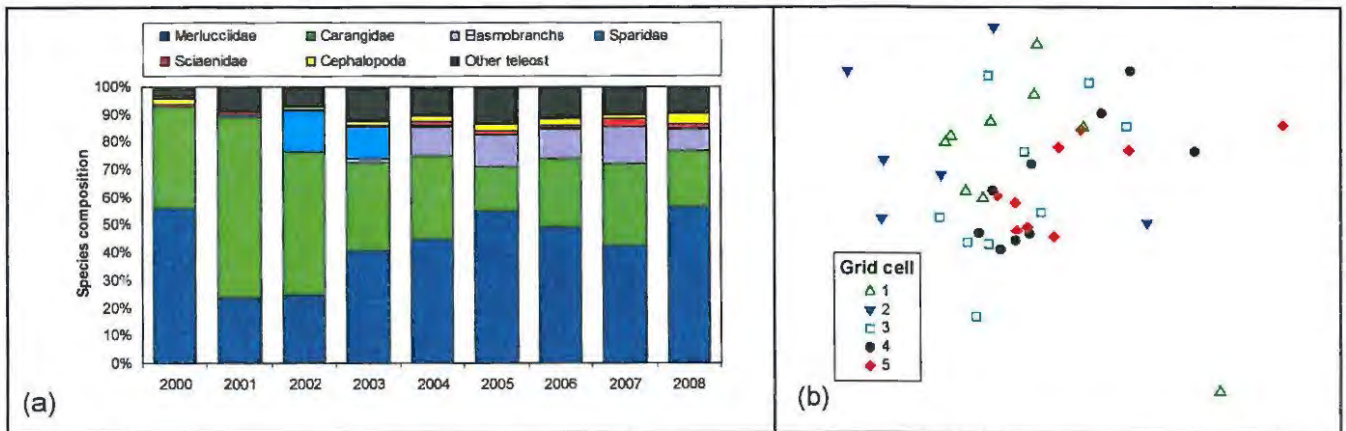 Merlucciidae Carangidae Elasmobranchs Sparidae
Sciaenidae Cephalopoda Other teleost
100%
90%
80%
70%
60%
50%
40%
30%
20%
10%
0%
Species composition
2000 2001 2002 2003 2004 2005 2006 2007 2008
(a)
Grid cell
1
2
3
4
5
(b)